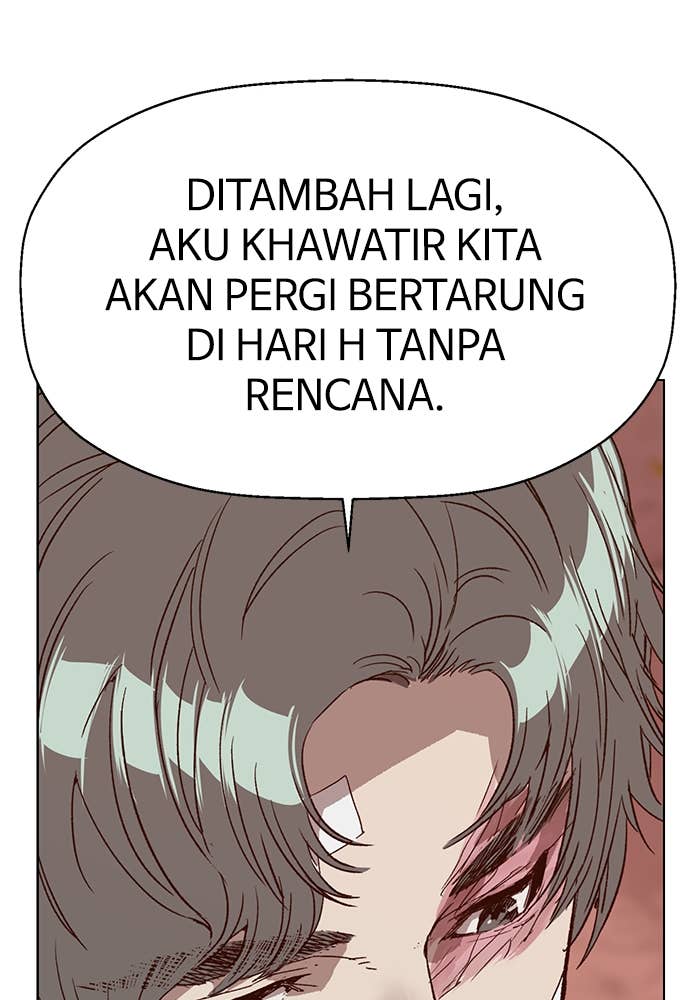 DITAMBAH LAGI,
AKU KHAWATIR KITA
AKAN PERGI BERTARUNG
DI HARI H TANPA
RENCANA.